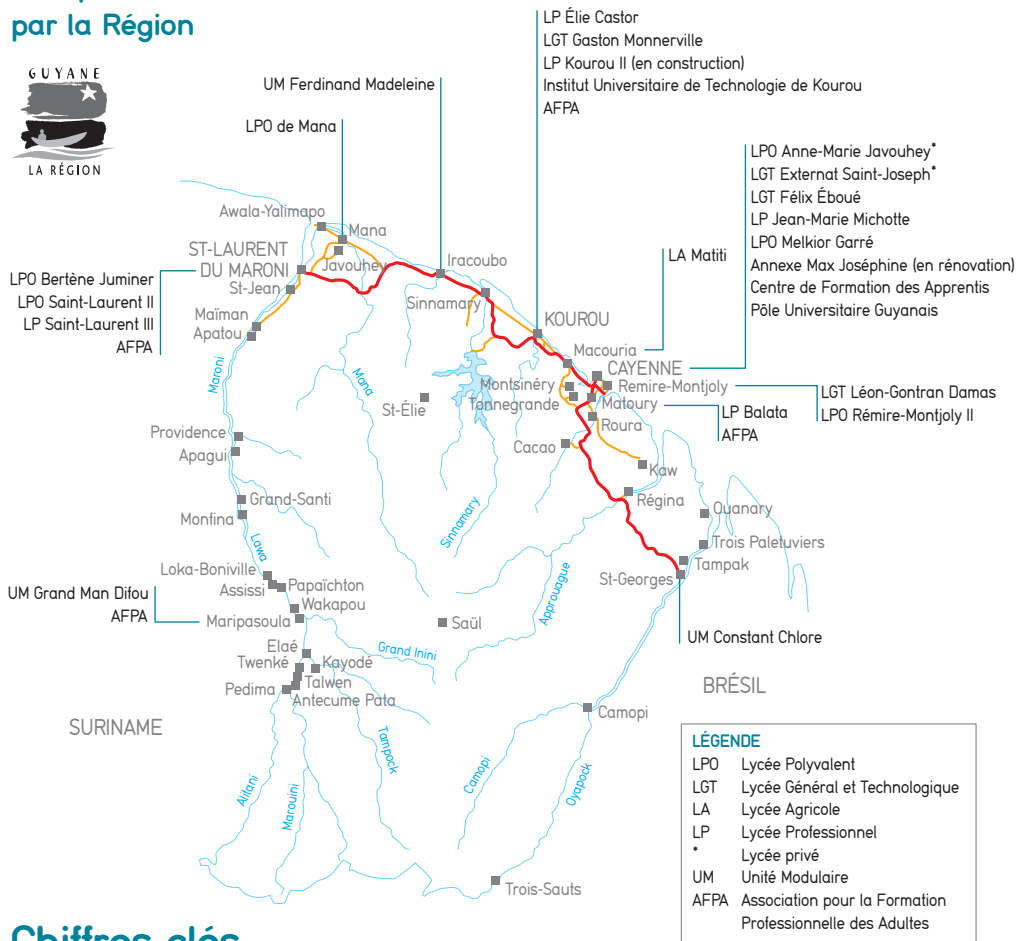 par la Région
GUYANE
LA RÉGION
LP Élie Castor
LGT Gaston Monnerville
LP Kourou II (en construction)
Institut Universitaire de Technologie de Kourou
AFPA
UM Ferdinand Madeleine
LPO de Mana
LPO Anne-Marie Javouhey*
LGT Externat Saint-Joseph*
LGT Félix Éboué
LP Jean-Marie Michotte
LPO Melkior Garré
Annexe Max Joséphine (en rénovation)
Centre de Formation des Apprentis
Pôle Universitaire Guyanais
LA Matiti
LPO Bertène Juminer
LPO Saint-Laurent II
LP Saint-Laurent III
AFPA
Awala-Yalimapo
Mana
ST-LAURENT
DU MARONI
Javouhey
St-Jean
Iracoubo
Sinnamary
Maïman
Apatou
KOUROU
Macouria
CAYENNE
Montsinéry
Remire-Montjoly
Tonnegrande
Matoury
LGT Léon-Gontran Damas
LPO Rémire-Montjoly II
LP Balata
AFPA
Maroni
Mana
St-Élie
Roura
Providence
Apagui
Cacao
Kaw
Grand-Santi
Monfina
Sinnamary
Régina
Ouanary
Lawa
Trois Paletuviers
Tampak
St-Georges
Loka-Boniville
Assissi
Papaïchton
Wakapou
Maripasoula
UM Grand Man Difou
AFPA
Approuague
Saül
UM Constant Chlore
Grand Inini
Elaé
Twenké
Kayodé
Talwen
Pedima
Antecume Pata
BRÉSIL
SURINAME
Camopi
Tampock
Camopi
Oyapock
Alitani
Marouini
Trois-Sauts
LÉGENDE
LPO Lycée Polyvalent
LGT Lycée Général et Technologique
LA Lycée Agricole
LP Lycée Professionnel
* Lycée privé
UM Unité Modulaire
AFPA Association pour la Formation
Professionnelle des Adultes